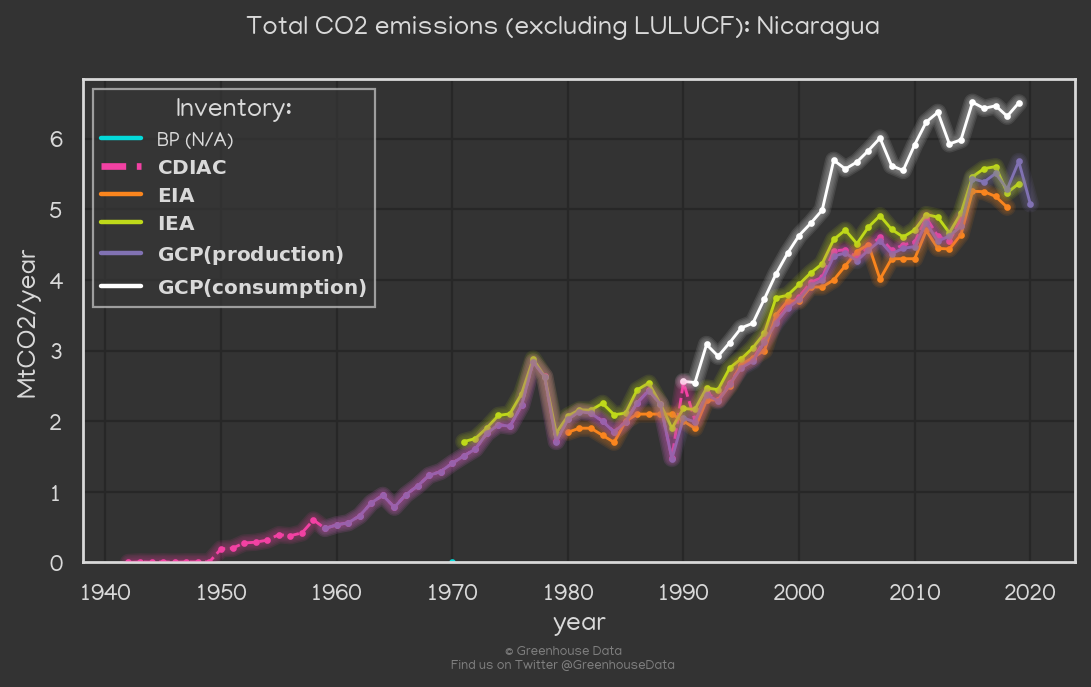 Total CO2 emissions (excluding LULUCF): Nicaragua
Inventory:
BP (N/A)
CDIAC
EIA
IEA
GCP(production)
GCP(consumption)
MtCO2/year
6
5
4
3
2
1
0
1940 1950 1960 1970 1980 1990 2000 2010 2020
year
© Greenhouse Data
Find us on Twitter @GreenhouseData